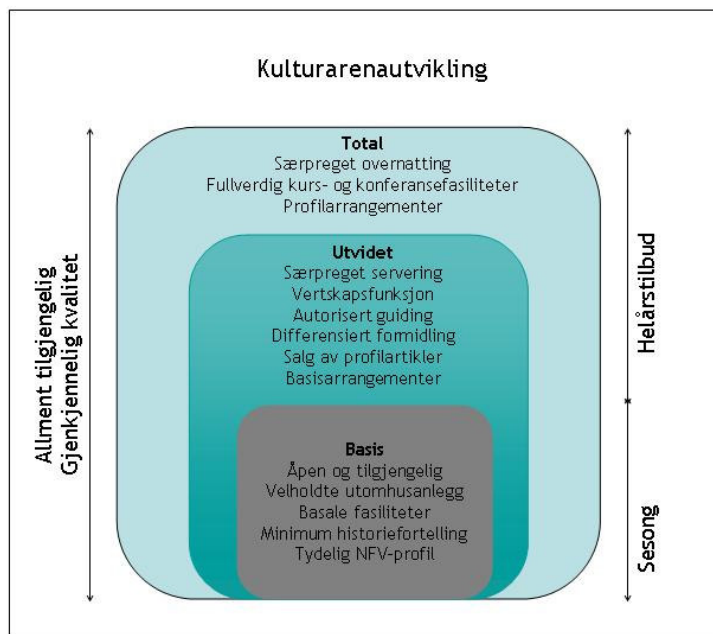 Kulturarenautvikling
Total
Særpreget overnatting
Fullverdig kurs- og konferansefasiliteter
Profilarrangementer
Utvidet
Særpreget servering
Vertskapsfunksjon
Autorisert guiding
Differensiert formidling
Salg av profilartikler
Basisarrangementer
Basis
Åpen og tilgjengelig
Velholdte utomhusanlegg
Basale fasiliteter
Minimum historiefortelling
Tydelig NFV-profil
Allment tilgjengelig
Gjenkjennelig kvalitet
Helårstilbud
Sesong